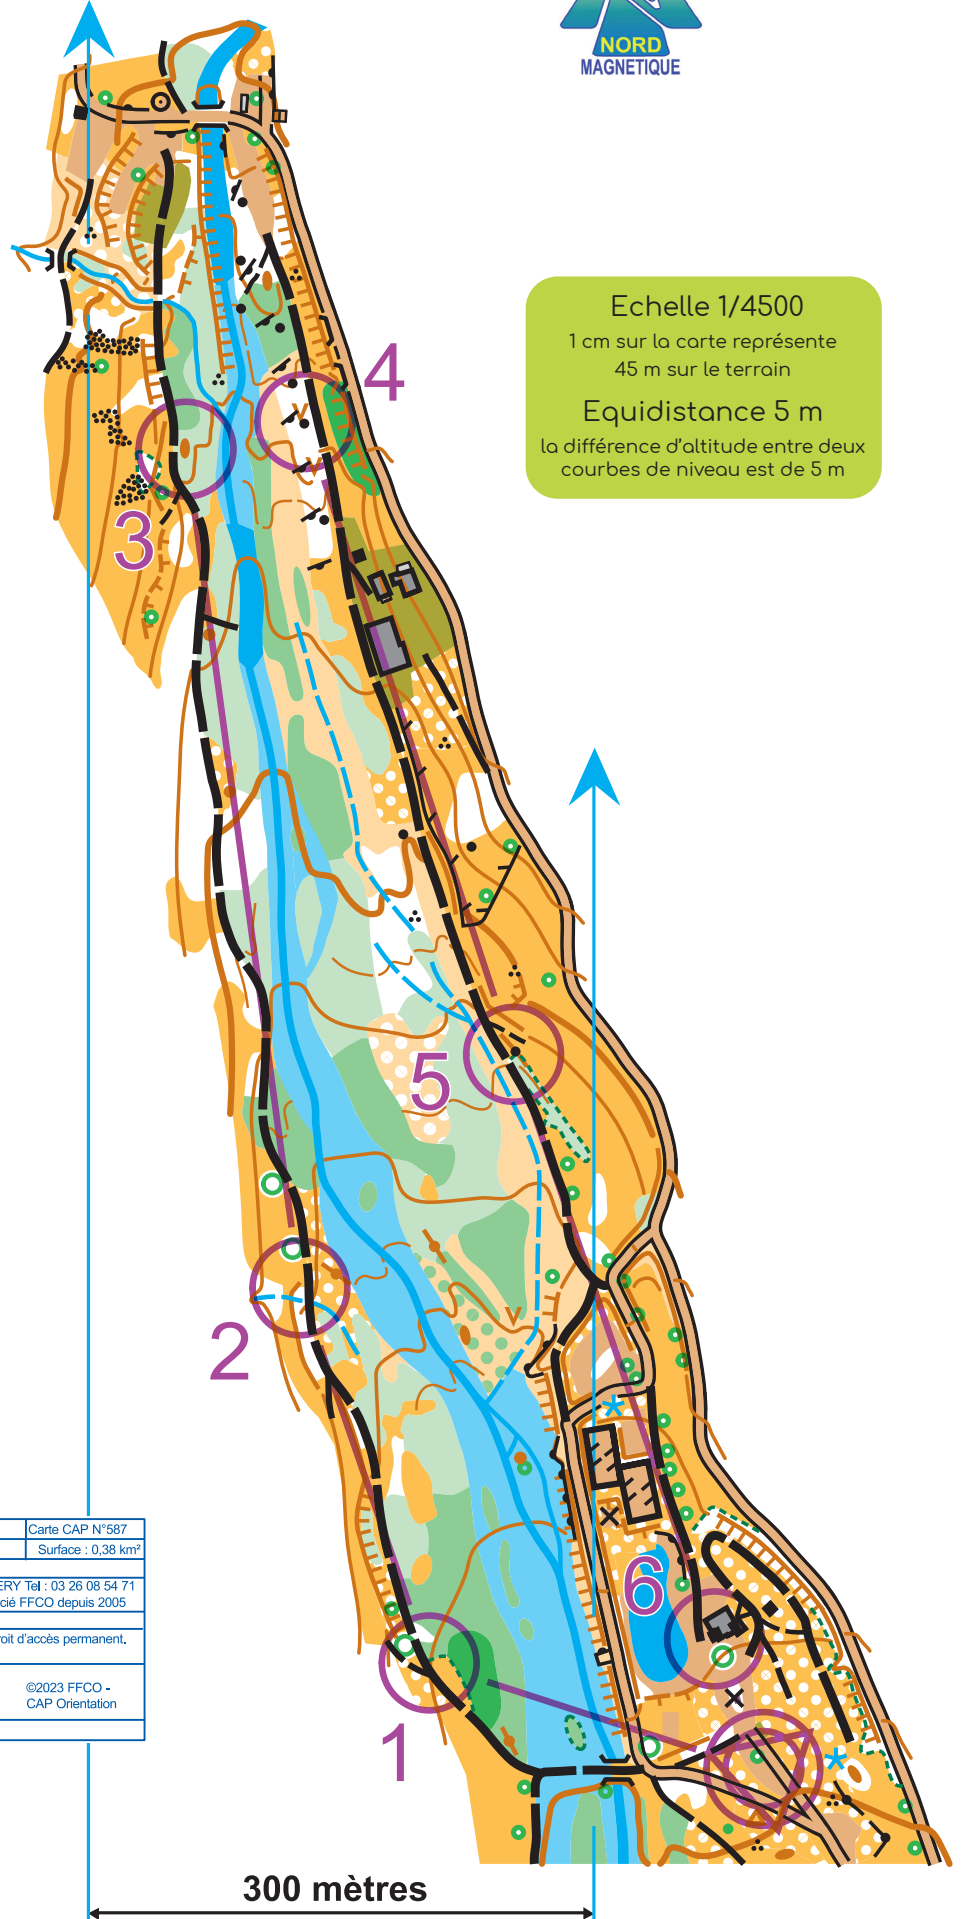 NORD
MAGNETIQUE
Echelle 1/4500
1 cm sur la carte représente
45 m sur le terrain
Equidistance 5 m
la différence d'altitude entre deux
courbes de niveau est de 5 m
4
3
5
2
6
1
Carte CAP N°587
Surface : 0,38 km²
ERY Tel : 03 26 08 54 71
cié FFCO depuis 2005
roit d'accès permanent.
©2023 FFCO -
CAP Orientation
300 mètres